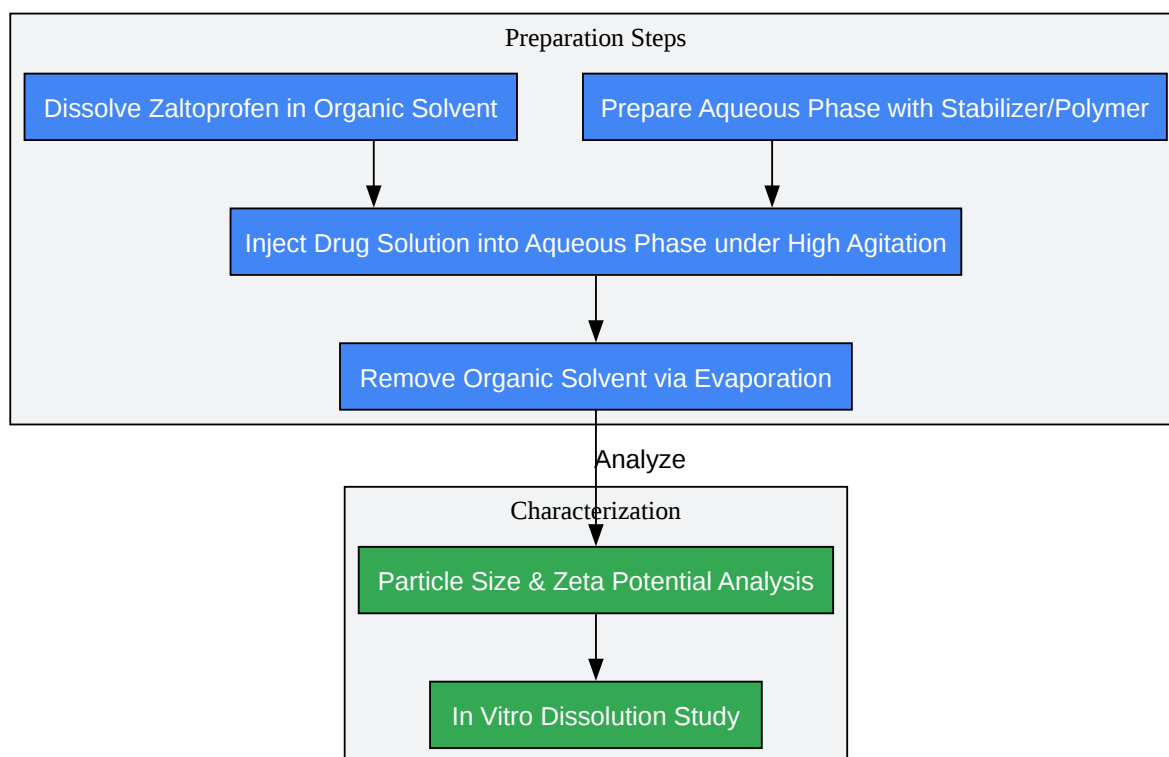 Preparation Steps
Dissolve Zaltoprofen in Organic Solvent
Prepare Aqueous Phase with Stabilizer/Polymer
Inject Drug Solution into Aqueous Phase under High Agitation
Remove Organic Solvent via Evaporation
Analyze
Characterization
Particle Size & Zeta Potential Analysis
In Vitro Dissolution Study